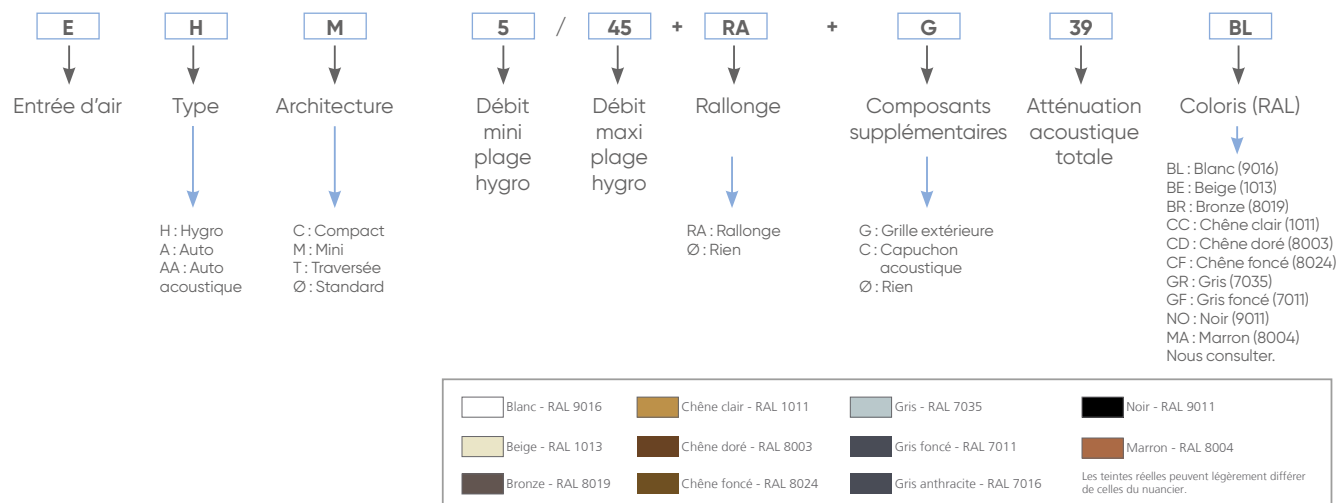 E H M 5 / 45 + RA + G 39 BL
Entrée d'air
Type
Architecture
Débit
mini
plage
hygro
Débit
maxi
plage
hygro
Rallonge
Composants
supplémentaires
Atténuation
acoustique
totale
Coloris (RAL)
H : Hygro
A : Auto
AA : Auto
acoustique
C : Compact
M : Mini
T : Traversée
Ø : Standard
RA : Rallonge
Ø : Rien
G : Grille extérieure
C : Capuchon
acoustique
Ø : Rien
BL : Blanc (9016)
BE : Beige (1013)
BR : Bronze (8019)
CC : Chêne clair (1011)
CD : Chêne doré (8003)
CF : Chêne foncé (8024)
GR : Gris (7035)
GF : Gris foncé (7011)
NO : Noir (9011)
MA : Marron (8004)
Nous consulter.
Blanc - RAL 9016
Beige - RAL 1013
Bronze - RAL 8019
Chêne clair - RAL 1011
Chêne doré - RAL 8003
Chêne foncé - RAL 8024
Gris - RAL 7035
Gris foncé - RAL 7011
Gris anthracite - RAL 7016
Noir - RAL 9011
Marron - RAL 8004
Les teintes réelles peuvent légèrement différer
de celles du nuancier.